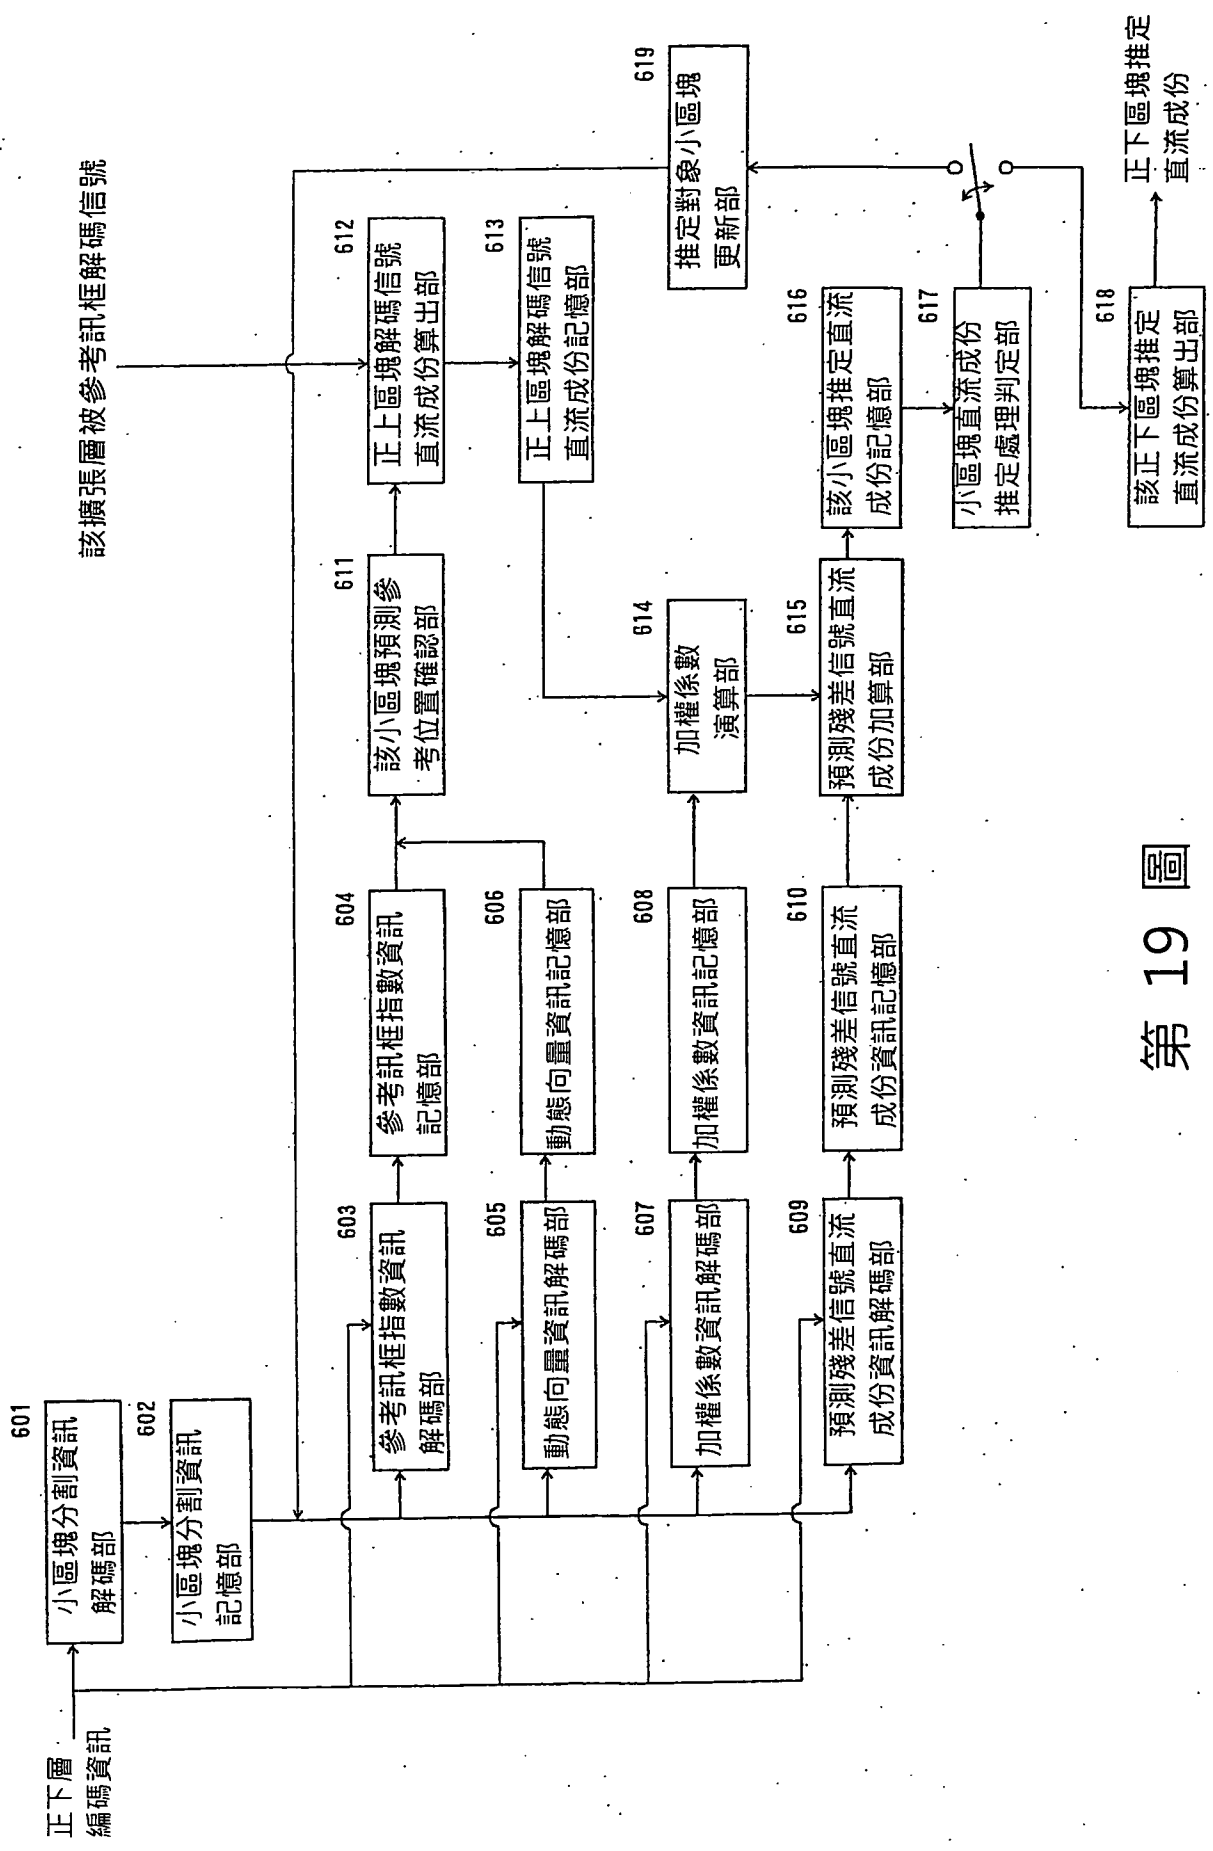 正下層
編碼資訊
601
小區塊分割資訊
解碼部
602
小區塊分割資訊
記憶部
603
參考訊框指數資訊
解碼部
604
參考訊框指數資訊
記憶部
605
動態向量資訊解碼部
606
動態向量資訊記憶部
607
加權係數資訊解碼部
608
加權係數資訊記憶部
609
預測殘差信號直流
成份資訊解碼部
610
預測殘差信號直流
成份資訊記憶部
611
該小區塊預測參
考位置確認部
該擴張層被參考訊框解碼信號
612
正上區塊解碼信號
直流成份算出部
613
正上區塊解碼信號
直流成份記憶部
614
加權係數
演算部
615
預測殘差信號直流
成份加算部
616
該小區塊推定直流
成份記憶部
617
小區塊直流成份
推定處理判定部
618
該正下區塊推定
直流成份算出部
619
推定對象小區塊
更新部
正下區塊推定
直流成份
第 19 圖